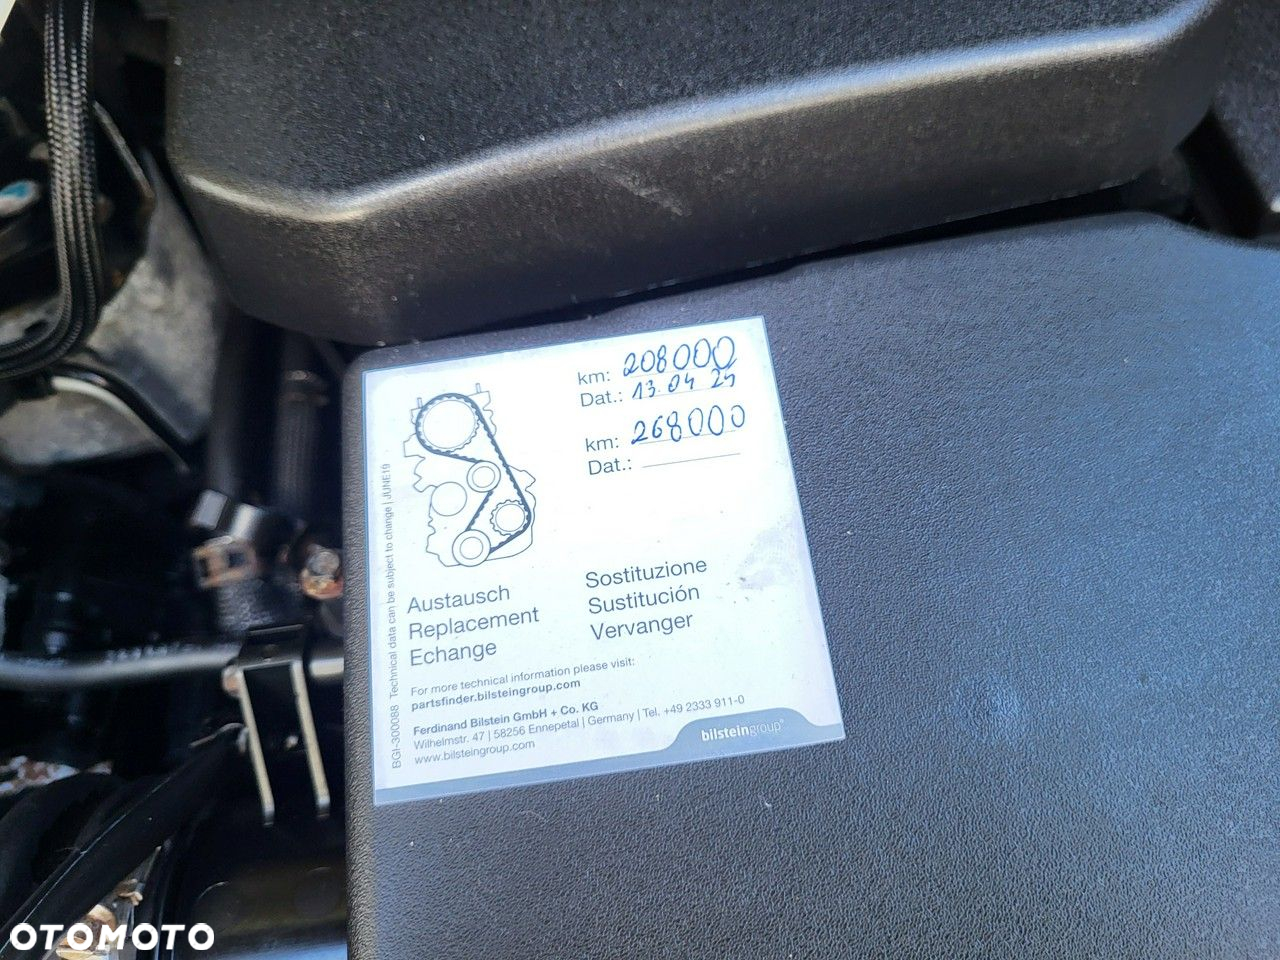 km: 208000
Dat.: 13.04 24
km: 268000
Dat.:
BGI-300088 Technical data can be subject to change | JUNE19
Austausch
Replacement
Echange
Sostituzione
Sustitución
Vervanger
For more technical information please visit:
partsfinder.bilsteingroup.com
Ferdinand Bilstein GmbH + Co. KG
Wilhelmstr. 47 | 58256 Ennepetal | Germany | Tel. +49 2333 911-0
www.bilsteingroup.com
bilsteingroup®
OTOMOTO